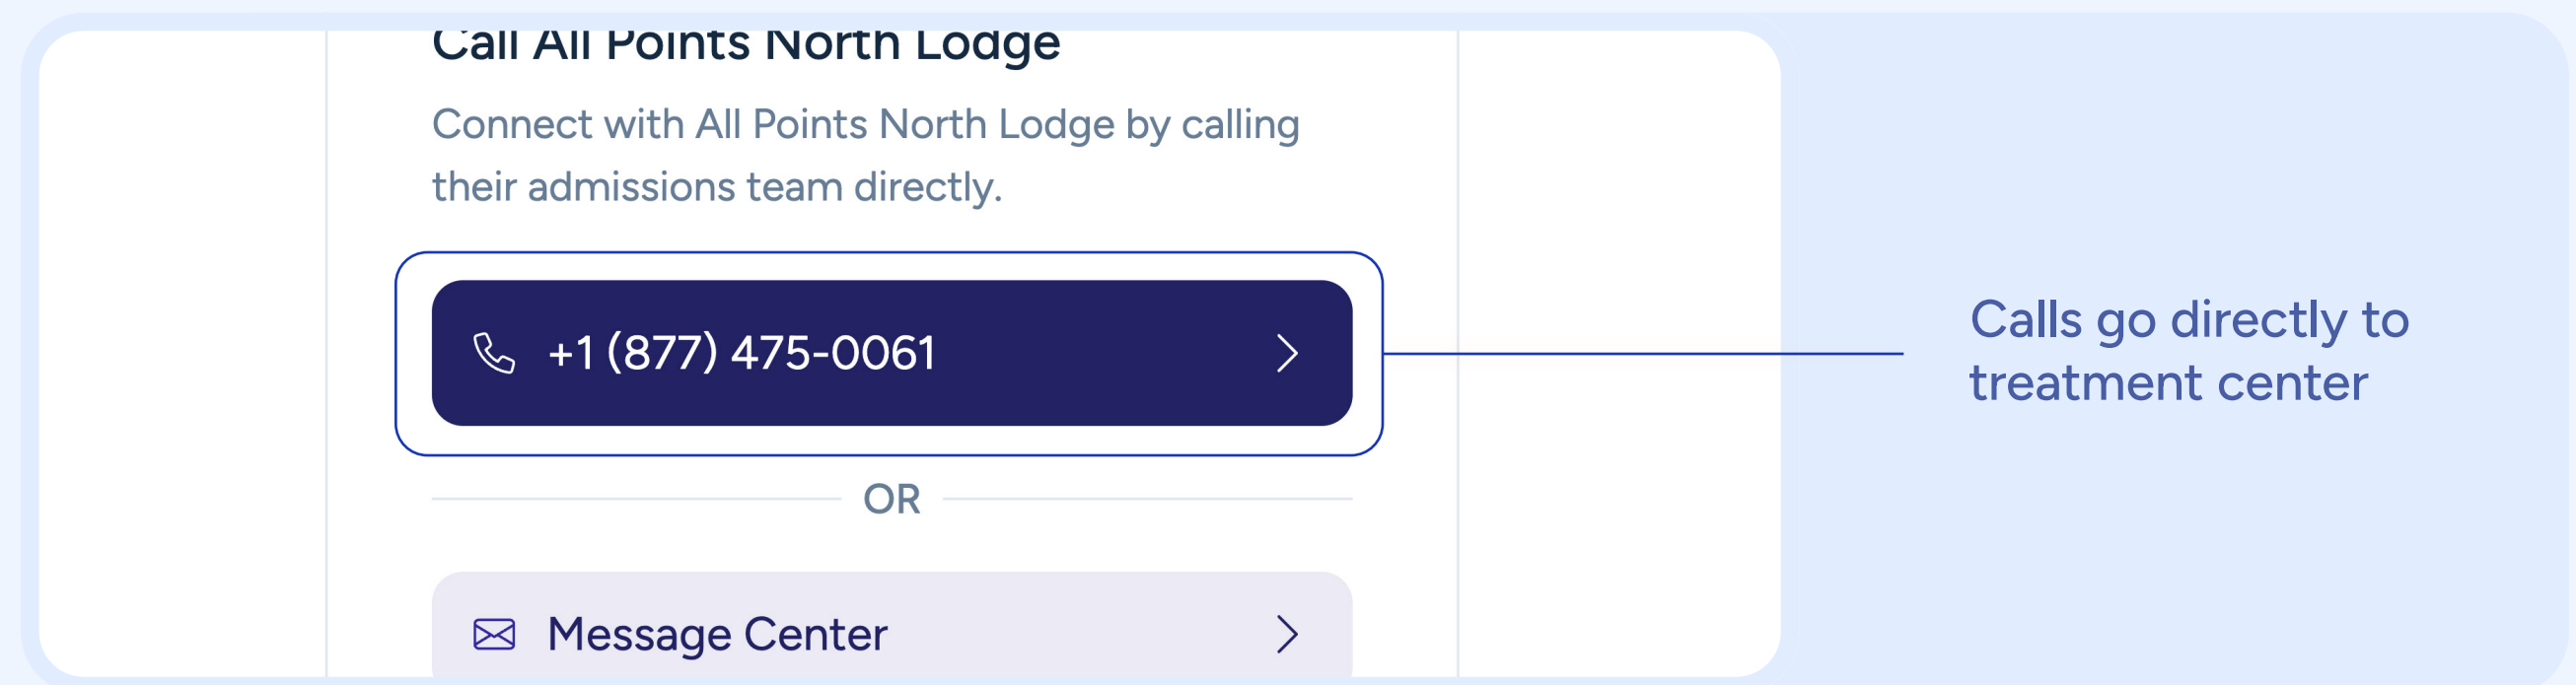 Call All Points North Lodge
Connect with All Points North Lodge by calling
their admissions team directly.
+1 (877) 475-0061
OR
Message Center
Calls go directly to
treatment center